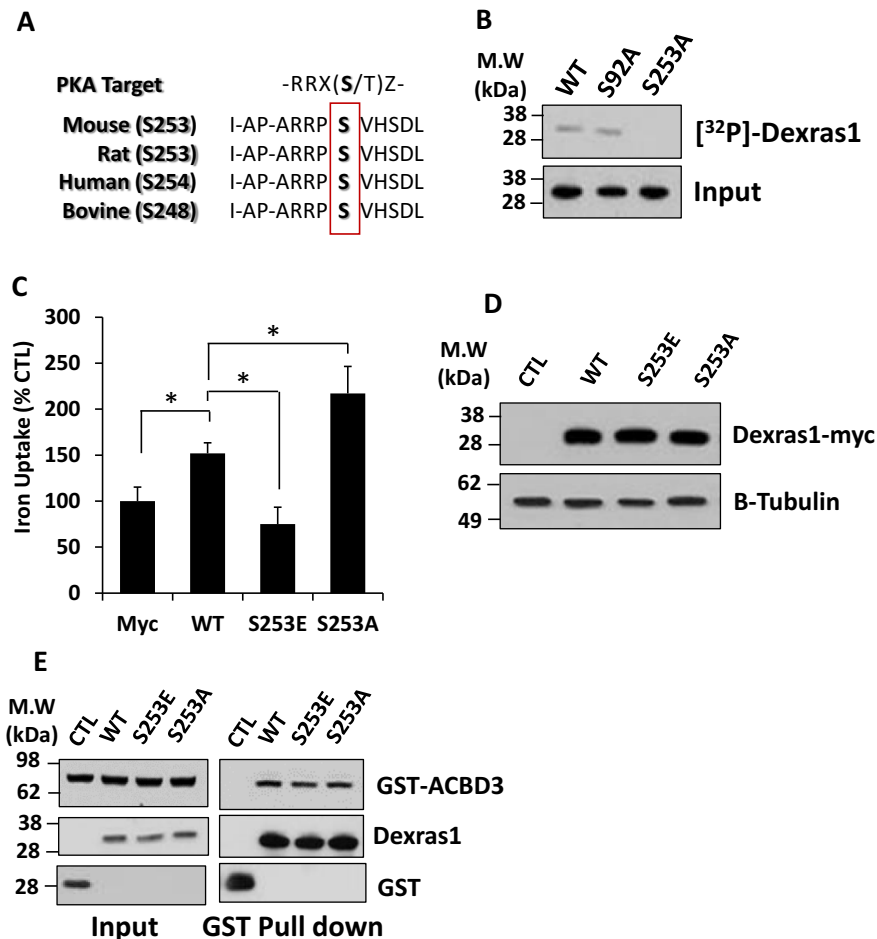 A
PKA Target -RRX(S/T)Z-
Mouse (S253) I-AP-ARRP S VHSDL
Rat (S253) I-AP-ARRP S VHSDL
Human (S254) I-AP-ARRP S VHSDL
Bovine (S248) I-AP-ARRP S VHSDL
B
M.W
(kDa)
WT S92A S253A
38
28
[³²P]-Dexras1
38
28
Input
C
Iron Uptake (% CTL)
300
250
200
150
100
50
0
* * *
Myc WT S253E S253A
D
M.W
(kDa)
CTL WT S253E S253A
38
28
Dexras1-myc
62
49
B-Tubulin
E
M.W
(kDa)
CTL WT S253E S253A CTL WT S253E S253A
98
62
GST-ACBD3
38
28
Dexras1
28
GST
Input GST Pull down